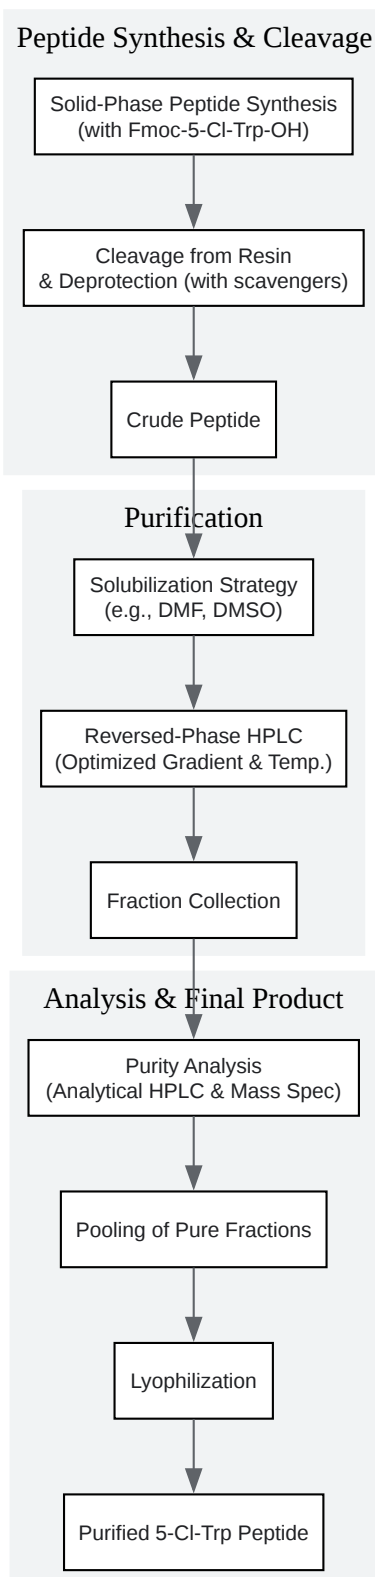 Peptide Synthesis & Cleavage
Solid-Phase Peptide Synthesis
(with Fmoc-5-Cl-Trp-OH)
Cleavage from Resin
& Deprotection (with scavengers)
Crude Peptide
Purification
Solubilization Strategy
(e.g., DMF, DMSO)
Reversed-Phase HPLC
(Optimized Gradient & Temp.)
Fraction Collection
Analysis & Final Product
Purity Analysis
(Analytical HPLC & Mass Spec)
Pooling of Pure Fractions
Lyophilization
Purified 5-Cl-Trp Peptide